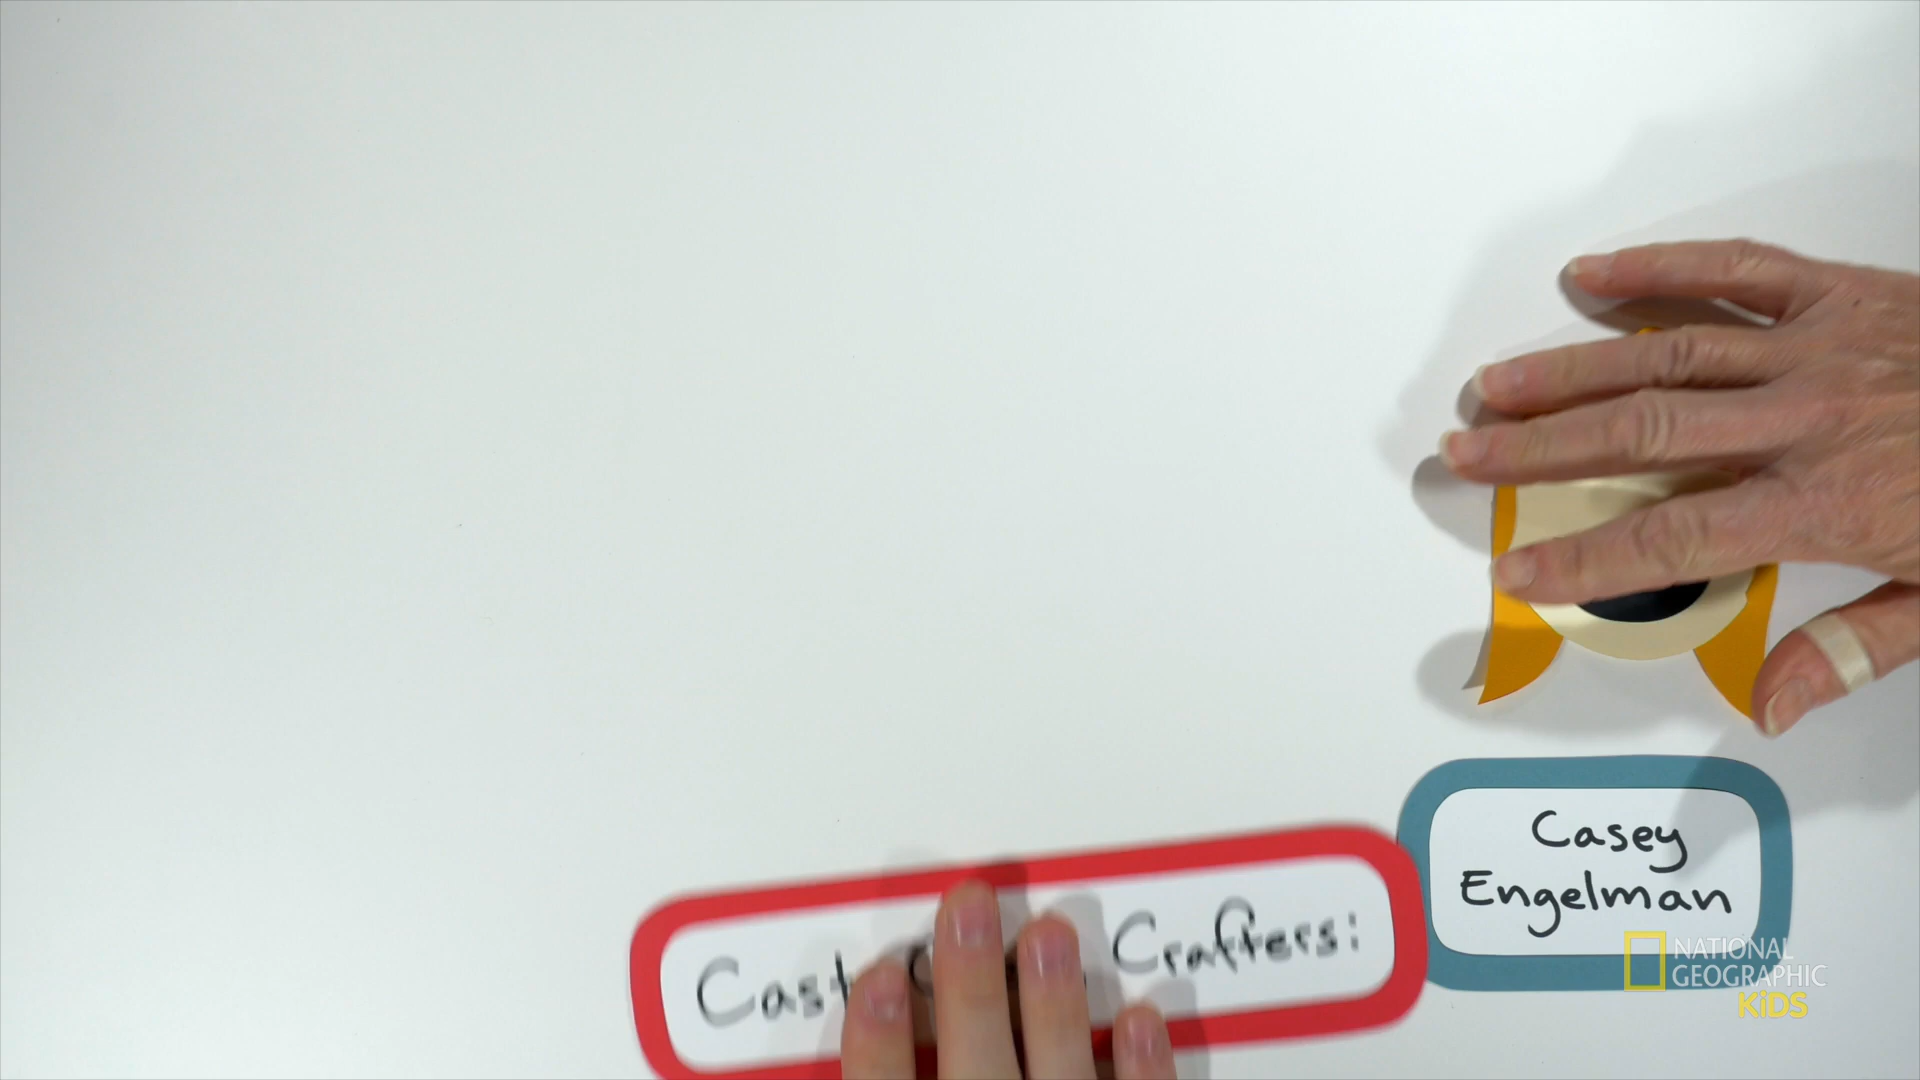 Casey
Engelman
Cast Crafters:
NATIONAL
GEOGRAPHIC
KiDS